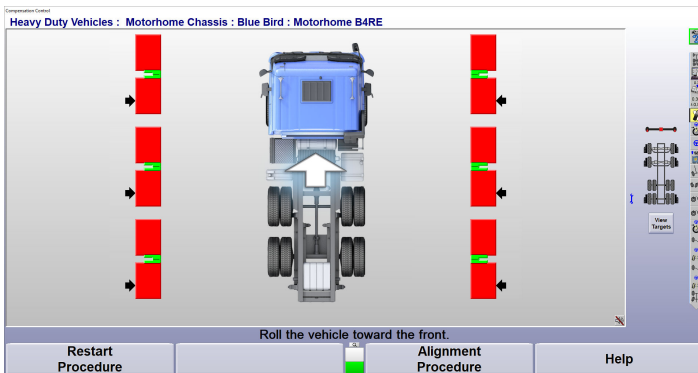 Compensation Control
Heavy Duty Vehicles : Motorhome Chassis : Blue Bird : Motorhome B4RE
View
Targets
Roll the vehicle toward the front.
Restart
Procedure
Alignment
Procedure
Help